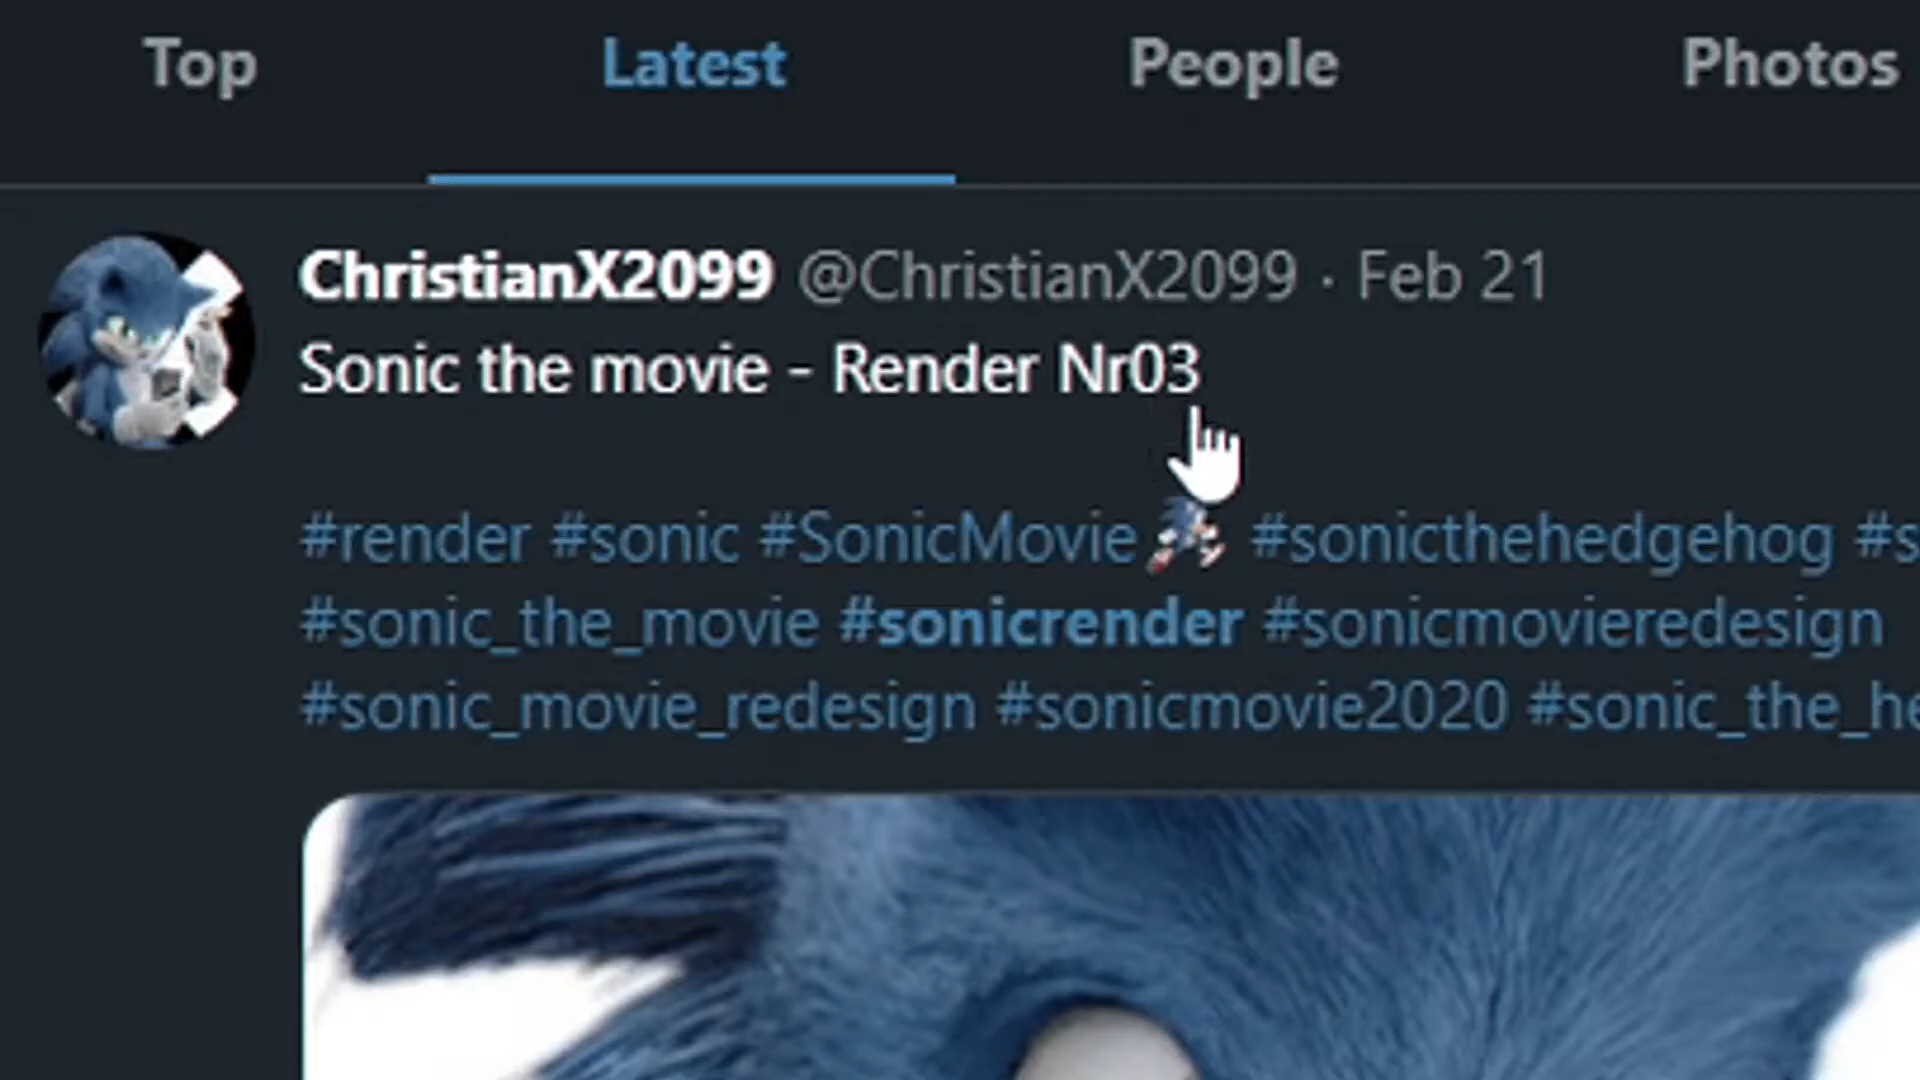 Top Latest People Photos
ChristianX2099 @ChristianX2099 · Feb 21
Sonic the movie - Render Nr03
#render #sonic #SonicMovie #sonicthehedgehog #s
#sonic_the_movie #sonicrender #sonicmovieredesign
#sonic_movie_redesign #sonicmovie2020 #sonic_the_he